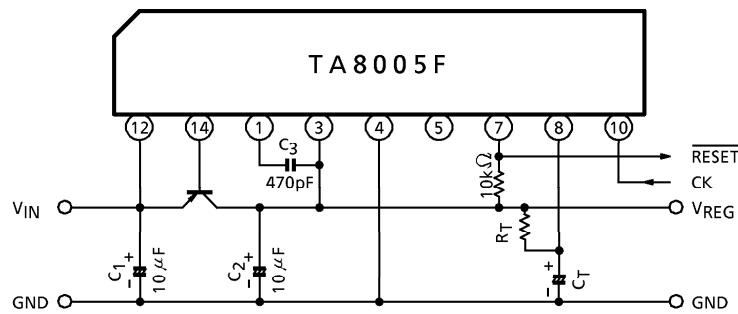 TA8005F
12 14 1 3 4 5 7 8 10
C3
470pF
10kΩ
RESET
CK
VIN
VREG
RT
C1
+
-
10μF
C2
+
-
10μF
+
-
CT
GND
GND